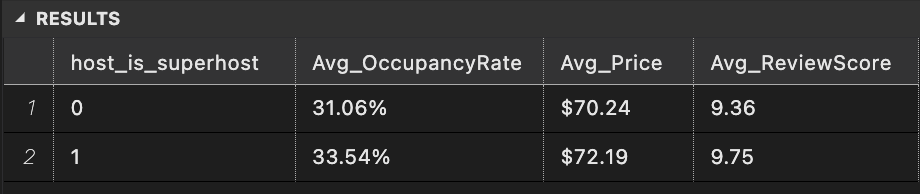 RESULTS
host_is_superhost Avg_OccupancyRate Avg_Price Avg_ReviewScore
1 0 31.06% $70.24 9.36
2 1 33.54% $72.19 9.75